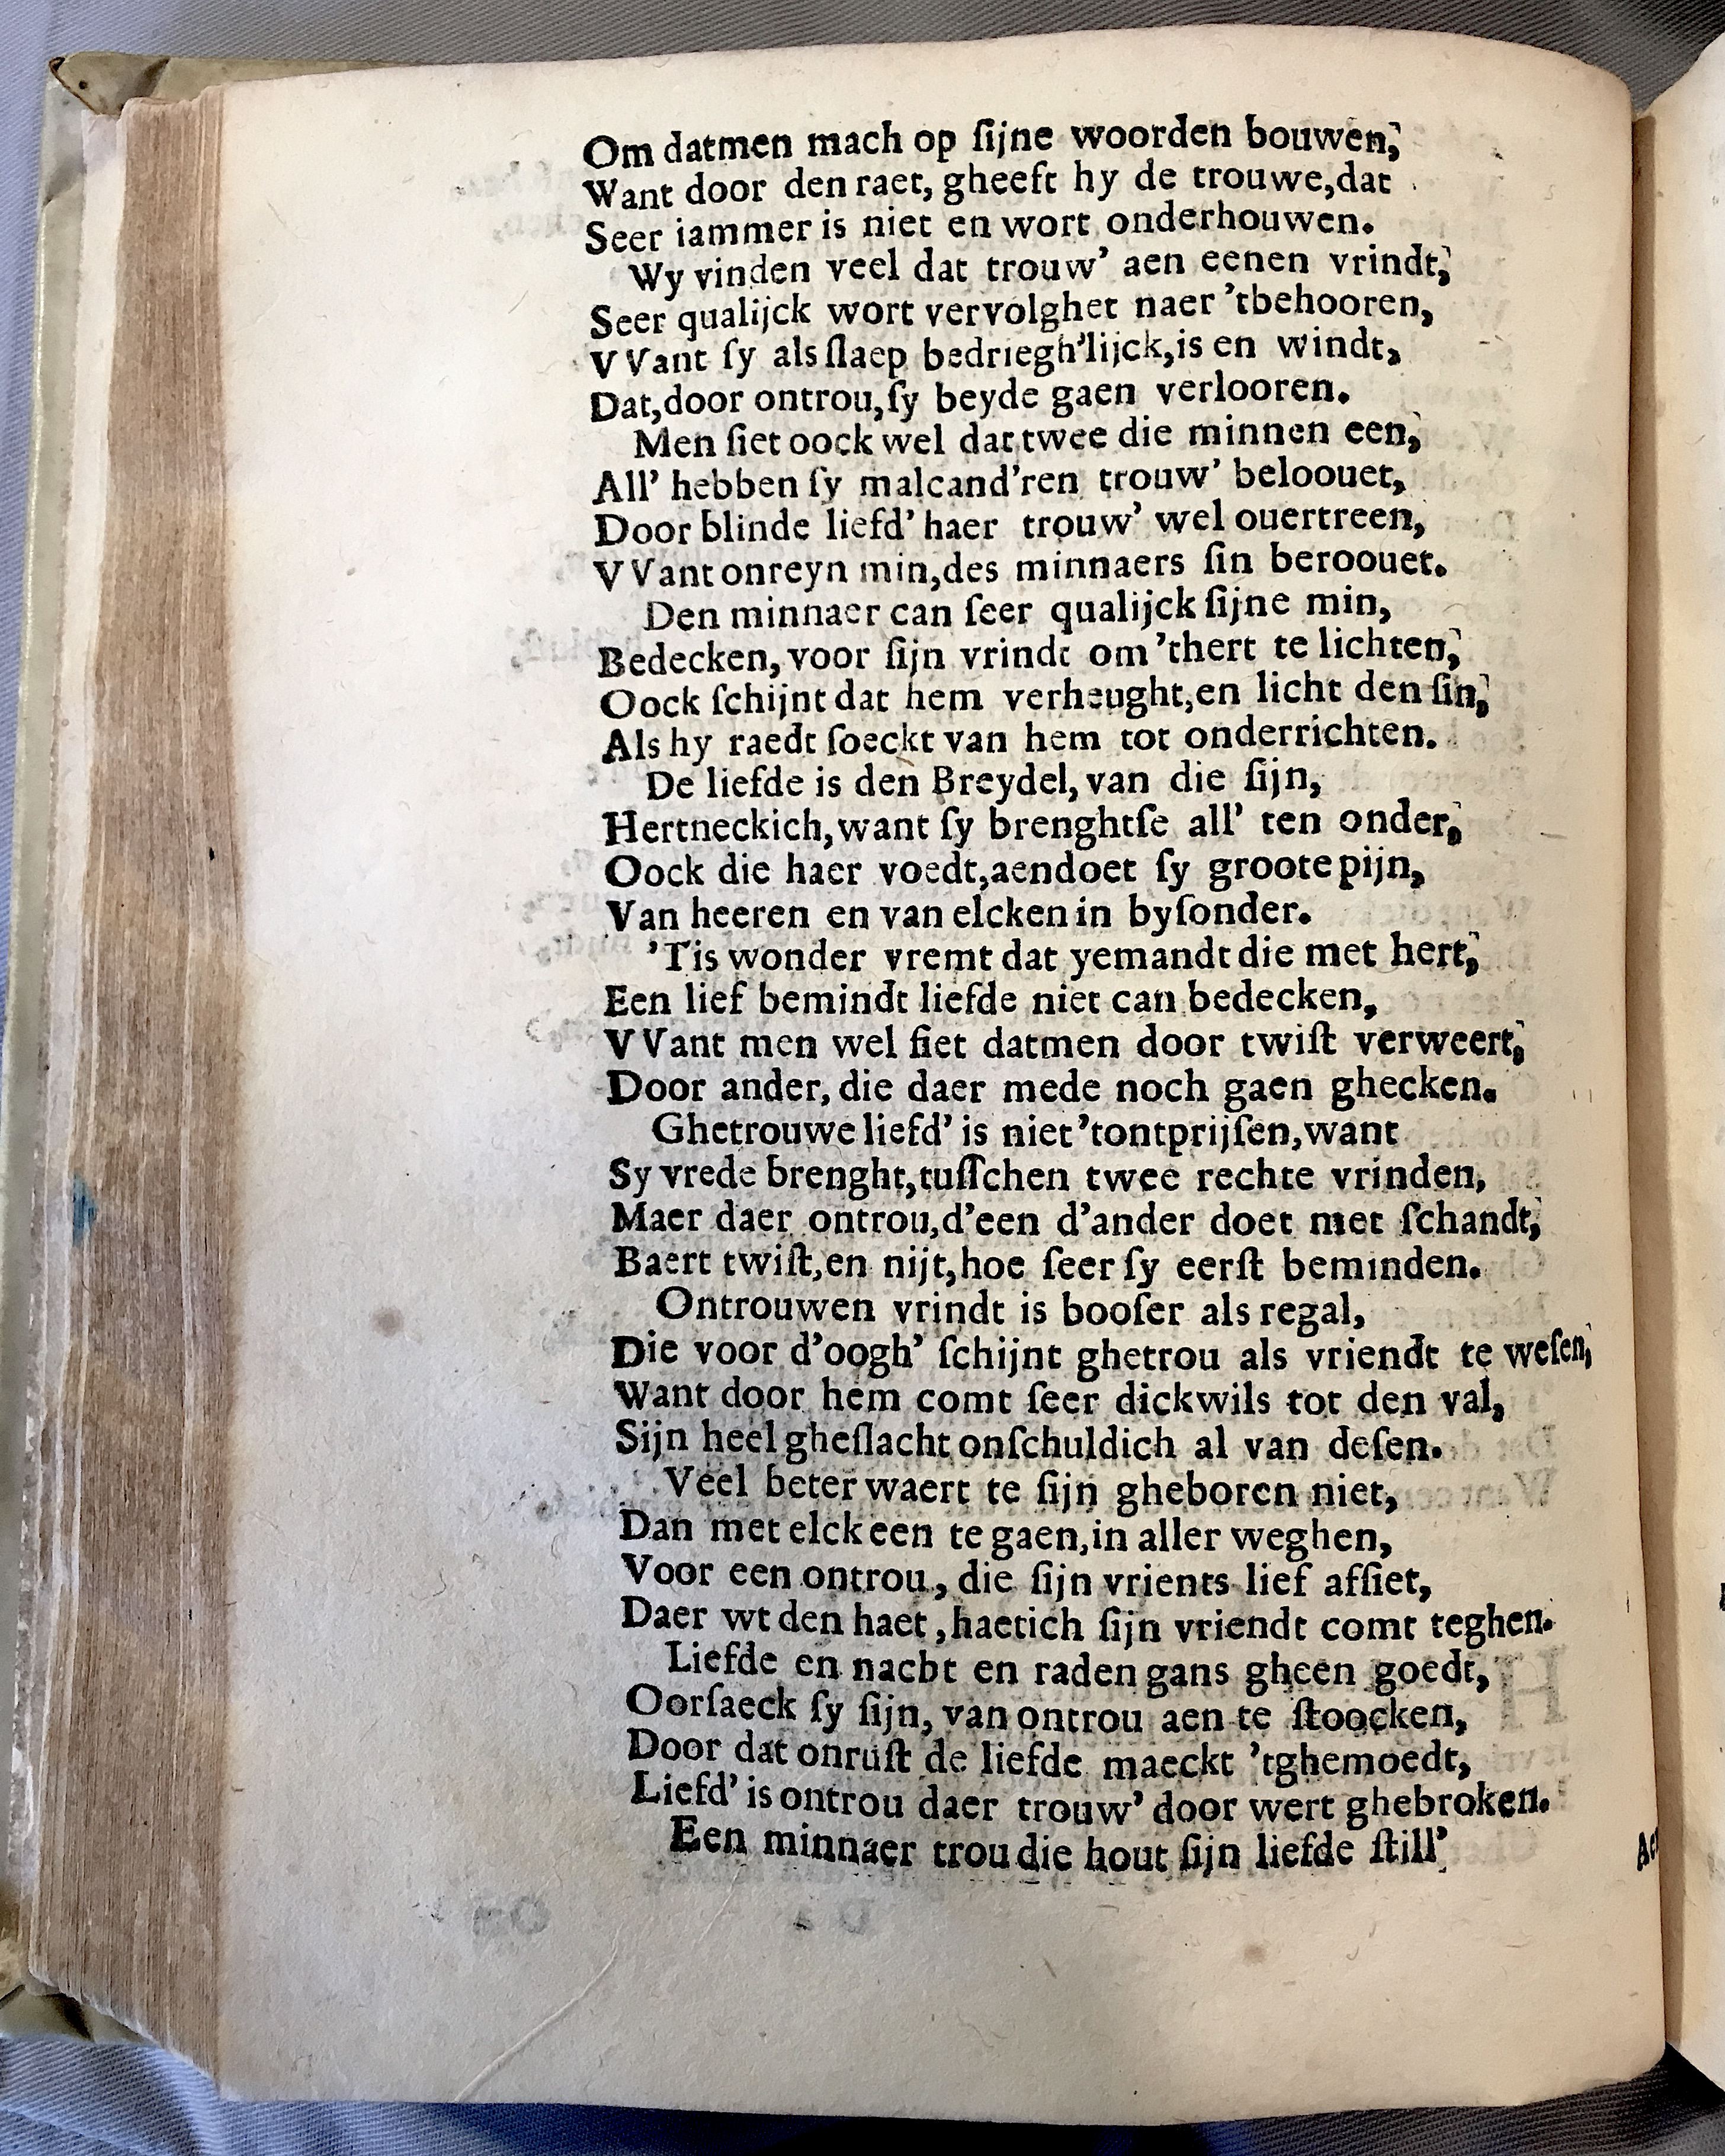 Om datmen mach op ſijne woorden bouwen,
Want door den raet, gheeft hy de trouwe,dat
Seer iammer is niet en wort onderhouwen.
Wy vinden veel dat trouw' aen eenen vrindt,
Seer qualijck wort vervolghet naer 'tbehooren,
VVant ſy als ſlaep bedriegh'lijck,is en windt,
Dat,door ontrou,ſy beyde gaen verlooren.
Men ſiet oock wel dat twee die minnen een,
All' hebben ſy malcand'ren trouw' beloouet,
Door blinde liefd' haer trouw' wel ouertreen,
VVant onreyn min,des minnaers ſin beroouet.
Den minnaer can ſeer qualijck ſijne min,
Bedecken, voor ſijn vrindt om 'thert te lichten,
Oock ſchijnt dat hem verheught,en licht den ſin,
Als hy raedt ſoeckt van hem tot onderrichten.
De liefde is den Breydel, van die ſijn,
Hertneckich,want ſy brenghtſe all' ten onder,
Oock die haer voedt,aendoet ſy groote pijn,
Van heeren en van elcken in byſonder.
'Tis wonder vremt dat yemandt die met hert,
Een lief bemindt liefde niet can bedecken,
VVant men wel ſiet datmen door twiſt verweert,
Door ander, die daer mede noch gaen ghecken.
Ghetrouwe liefd' is niet 'tontprijſen,want
Sy vrede brenght,tuſſchen twee rechte vrinden,
Maer daer ontrou,d'een d'ander doet met ſchandt,
Baert twiſt,en nijt,hoe ſeer ſy eerſt beminden.
Ontrouwen vrindt is booſer als regal,
Die voor d'oogh' ſchijnt ghetrou als vriendt te weſen,
Want door hem comt ſeer dickwils tot den val,
Sijn heel gheſlacht onſchuldich al van deſen.
Veel beter waert te ſijn gheboren niet,
Dan met elck een te gaen,in aller weghen,
Voor een ontrou, die ſijn vrients lief afſiet,
Daer wt den haet, haetich ſijn vriendt comt teghen.
Liefde en nacht en raden gans gheen goedt,
Oorſaeck ſy ſijn, van ontrou aen te ſtoocken,
Door dat onruſt de liefde maeckt 'tghemoedt,
Liefd' is ontrou daer trouw' door wert ghebroken.
Een minnaer trou die hout ſijn liefde ſtill'